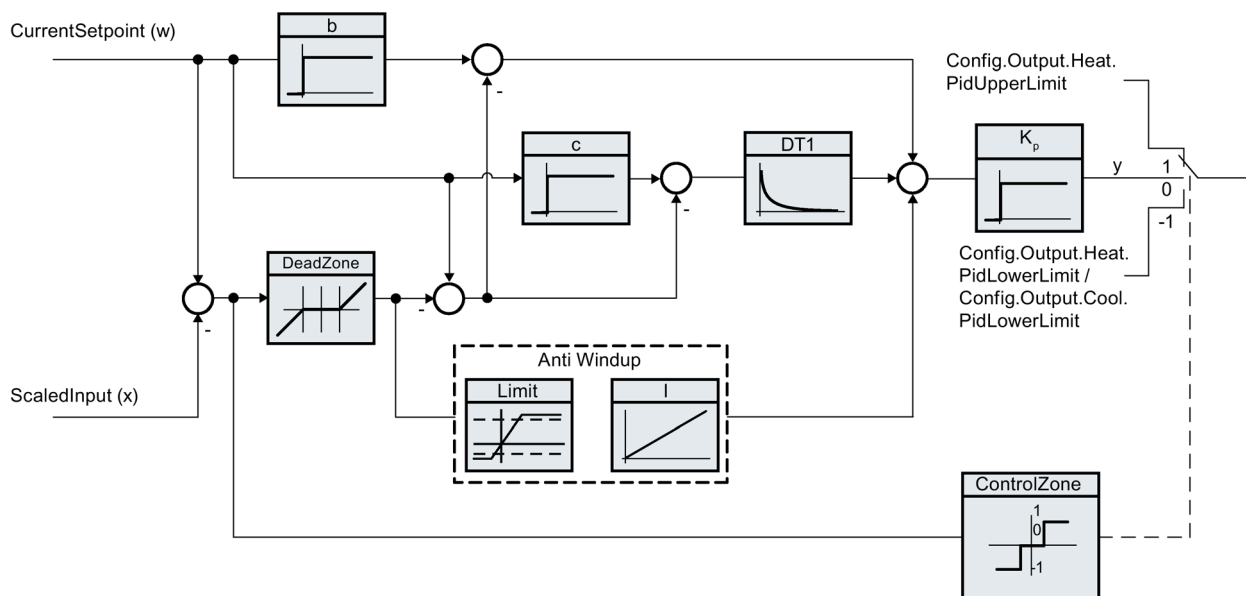 CurrentSetpoint (w)
b
-
Config.Output.Heat.
PidUpperLimit
c
DT1
Kp
-
y
1
0
-1
DeadZone
-
-
Config.Output.Heat.
PidLowerLimit /
Config.Output.Cool.
PidLowerLimit
Anti Windup
Limit
I
ScaledInput (x)
ControlZone
1
0
-1